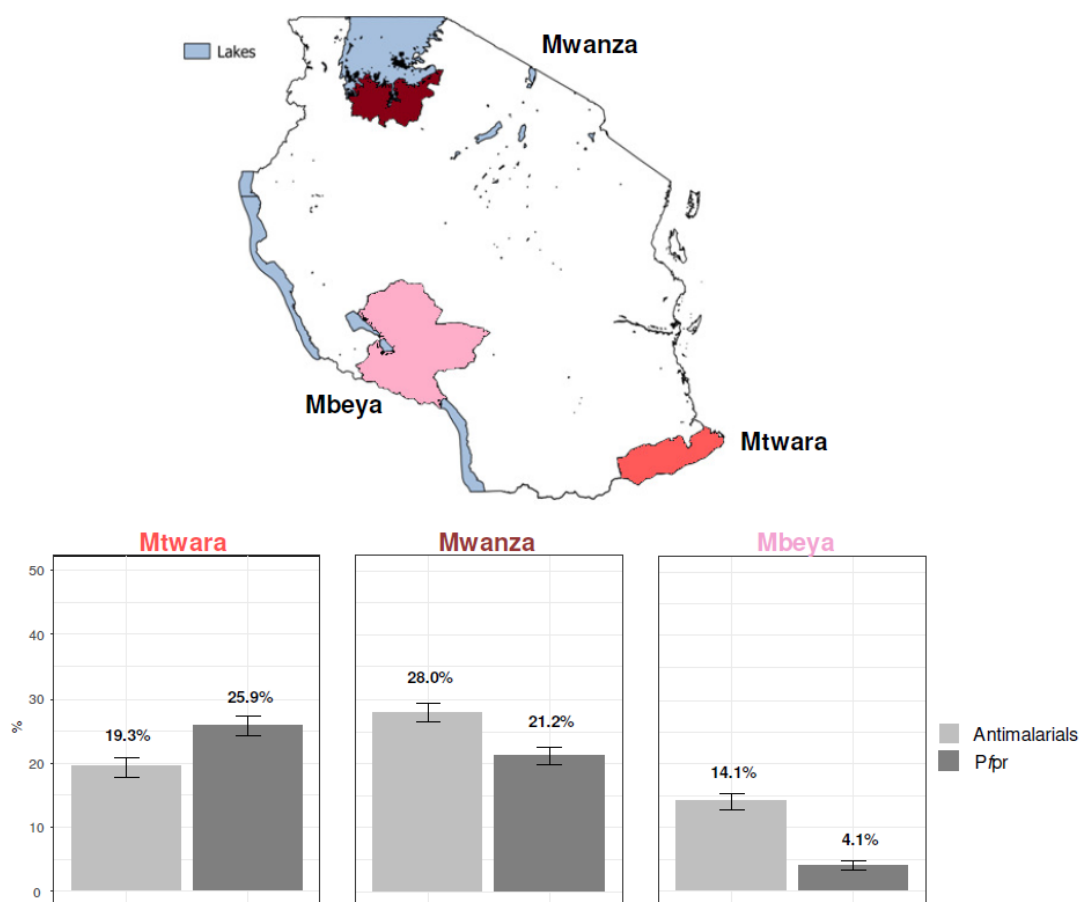 Mwanza
Lakes
Mbeya
Mtwara
Mtwara
Mwanza
Mbeya
50
40
30
20
10
0
%
19.3%
25.9%
28.0%
21.2%
14.1%
4.1%
Antimalarials
Pfpr